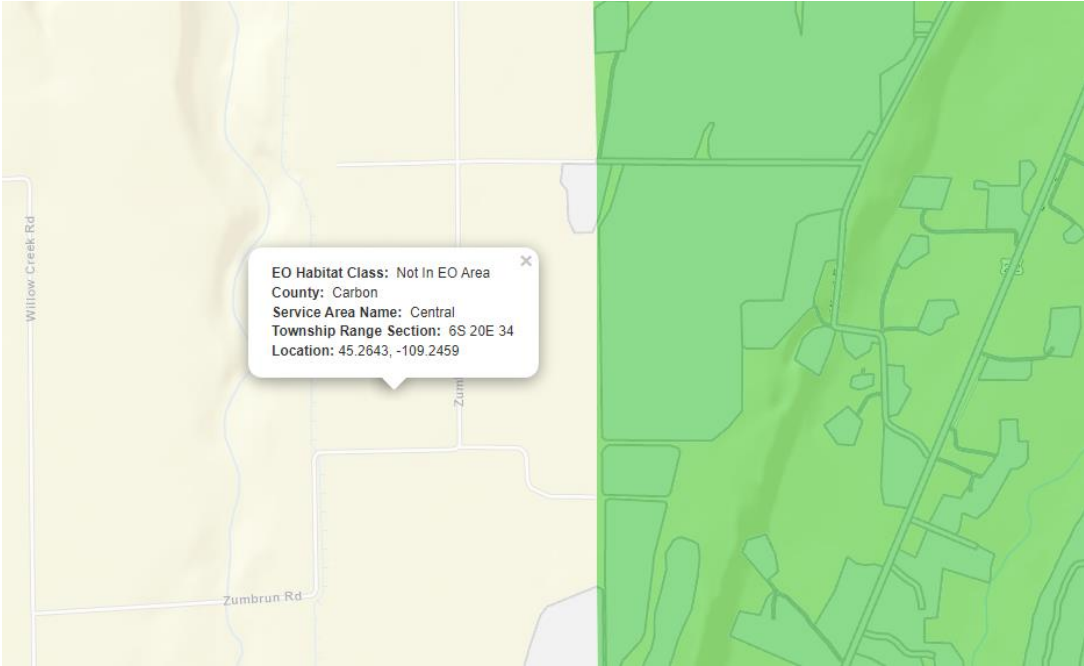 Willow Creek Rd
×
EO Habitat Class: Not In EO Area
County: Carbon
Service Area Name: Central
Township Range Section: 6S 20E 34
Location: 45.2643, -109.2459
Zumbrun Rd